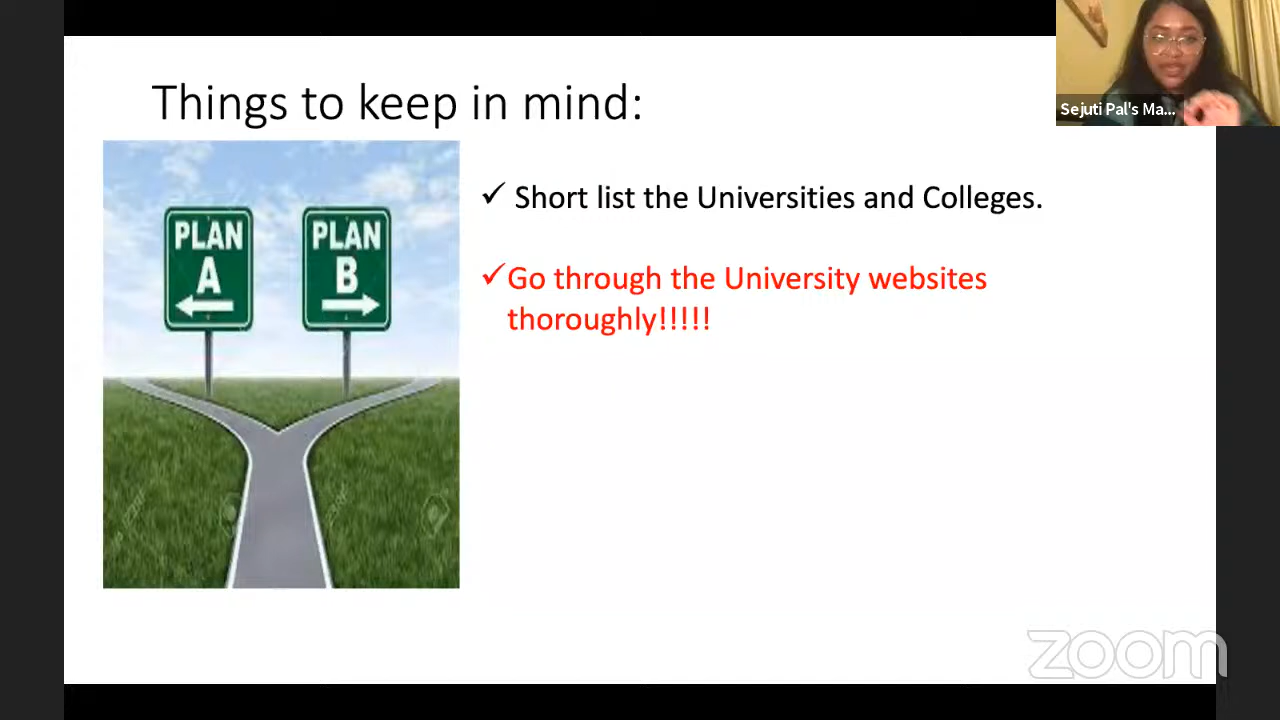 Things to keep in mind:
Sejuti Pal's Ma...
PLAN
A
PLAN
B
✓ Short list the Universities and Colleges.
✓Go through the University websites
thoroughly!!!!!
zoom